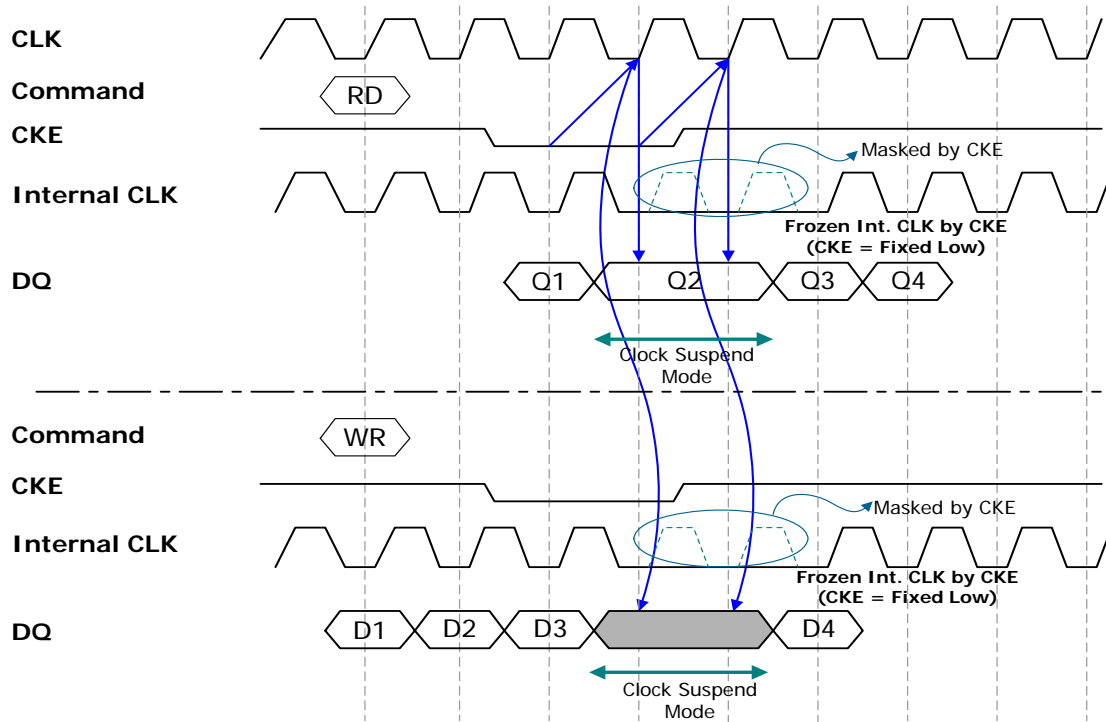 CLK
Command
RD
CKE
Masked by CKE
Internal CLK
Frozen Int. CLK by CKE
(CKE = Fixed Low)
DQ
Q1
Q2
Q3
Q4
Clock Suspend
Mode
Command
WR
CKE
Masked by CKE
Internal CLK
Frozen Int. CLK by CKE
(CKE = Fixed Low)
DQ
D1
D2
D3
D4
Clock Suspend
Mode